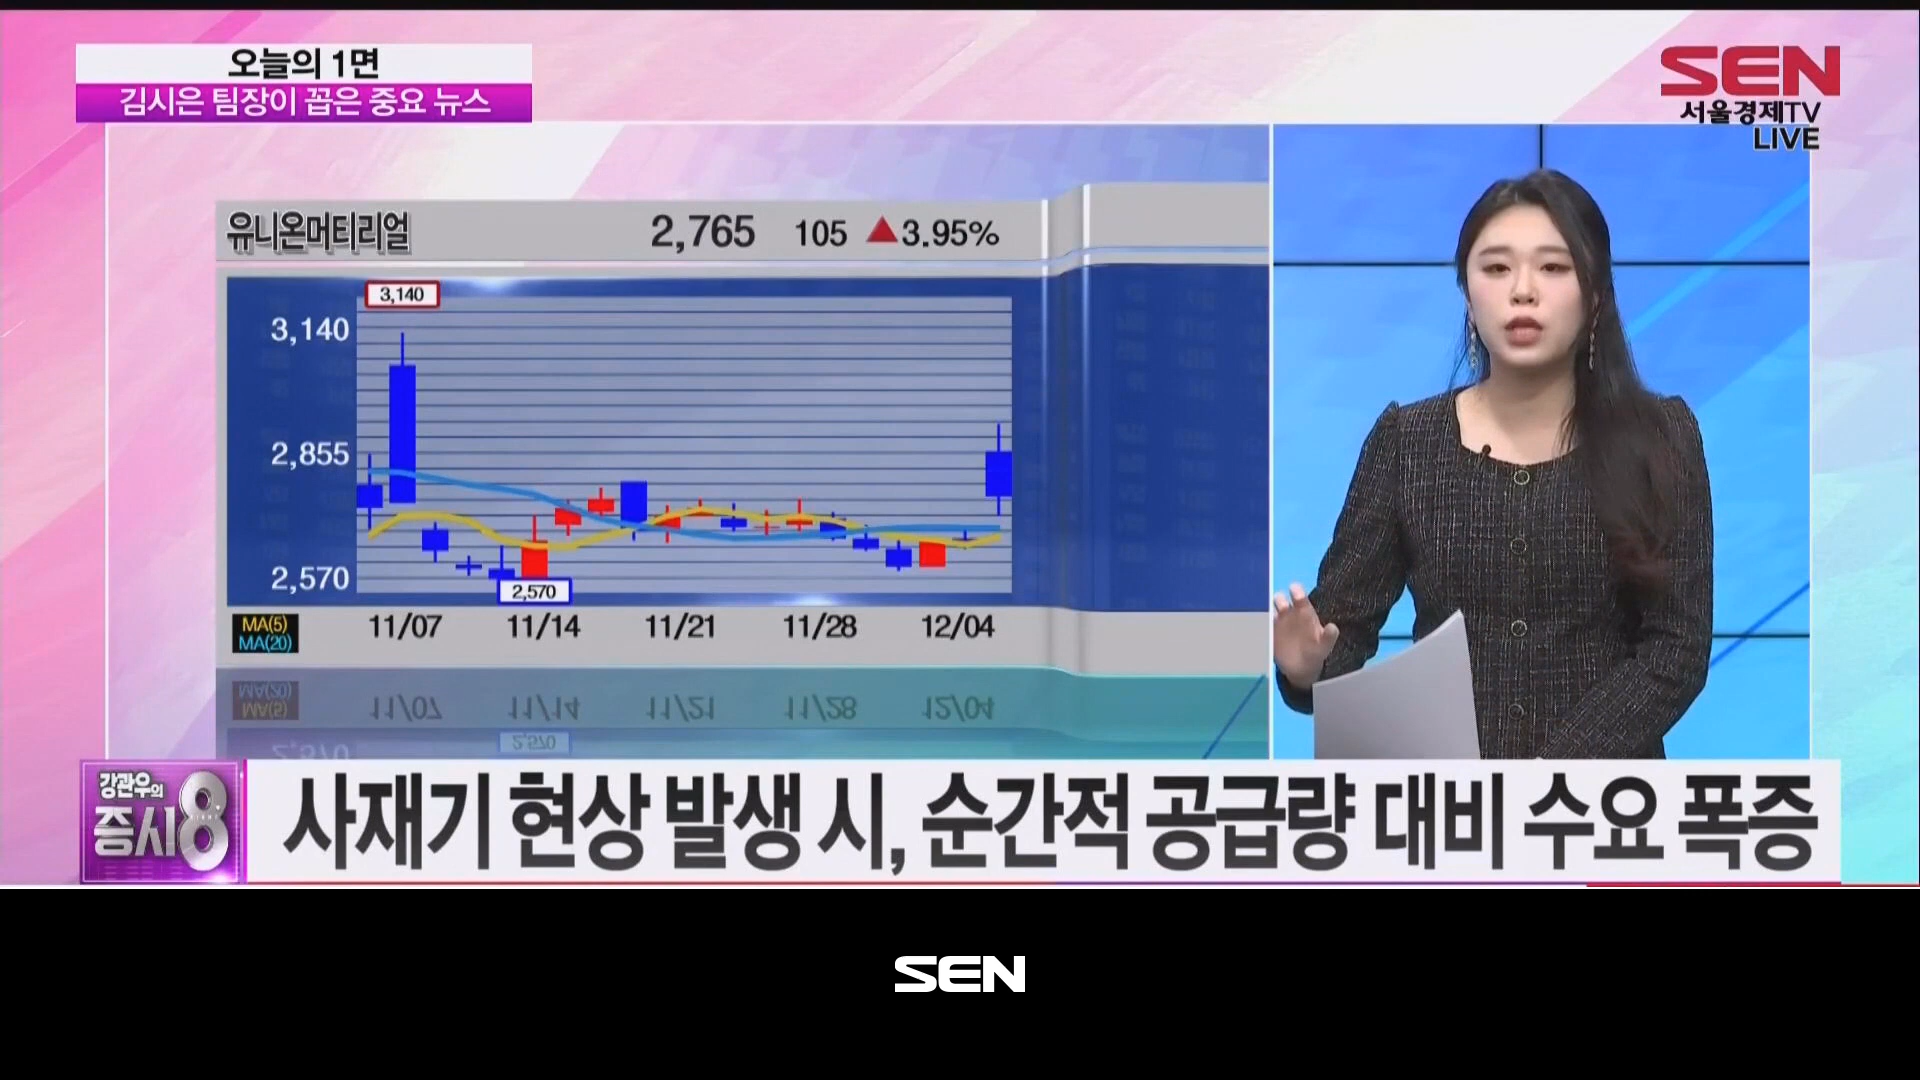 오늘의 1면
김시은 팀장이 꼽은 중요 뉴스
SEN
서울경제TV
LIVE
유니온머티리얼 2,765 105 ▲3.95%
3,140
3,140
2,855
2,570
2,570
MA(5)
MA(20)
11/07 11/14 11/21 11/28 12/04
강관우의
증시8
사재기 현상 발생 시, 순간적 공급량 대비 수요 폭증
SEN